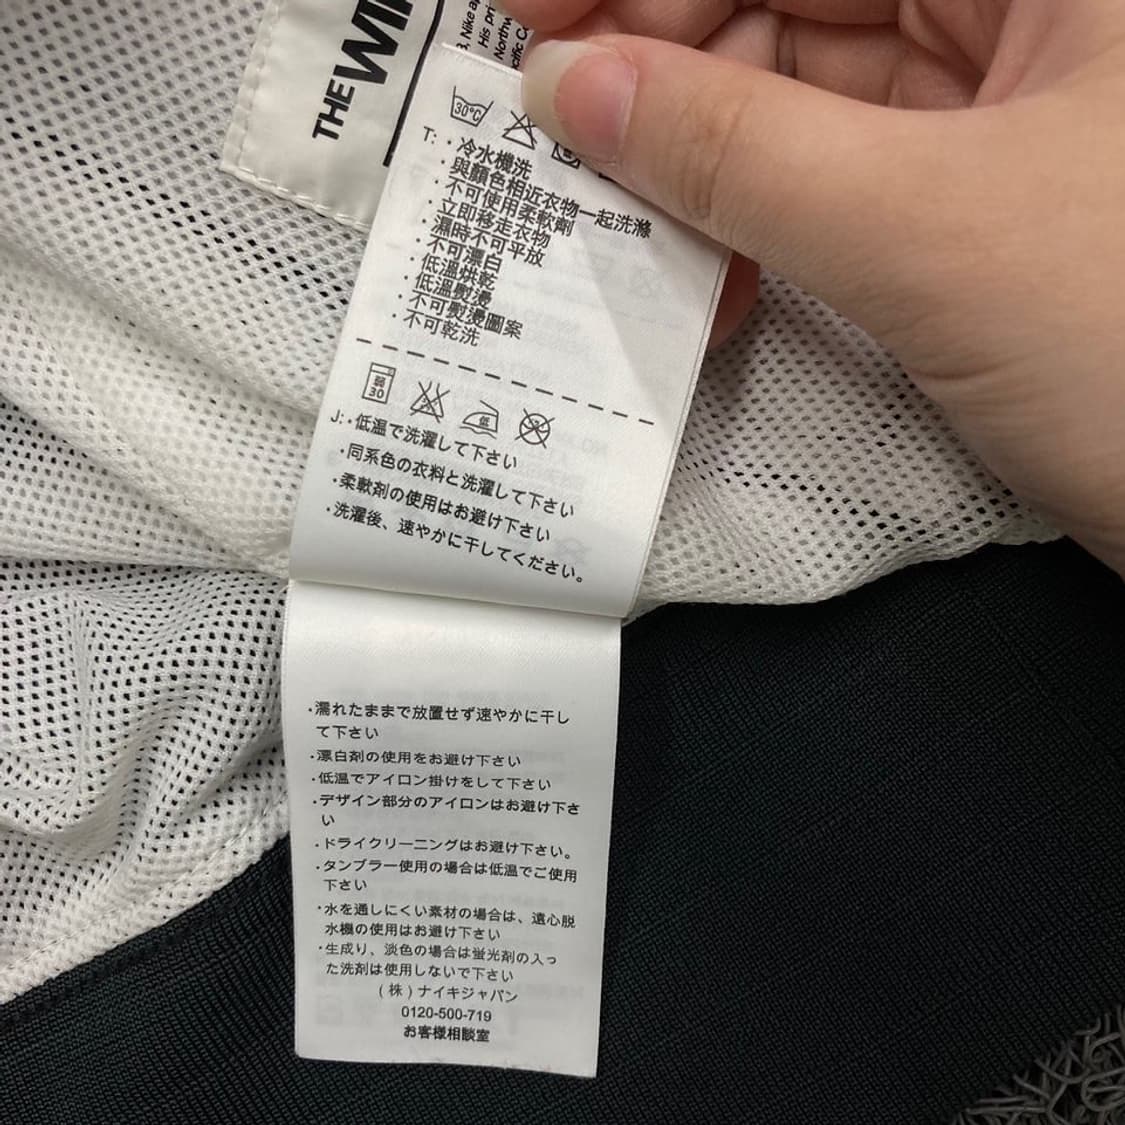 THE WI
, Nike a
His pr
Northw
cific C
30°C
T:
・冷水機洗
・與顏色相近衣物一起洗滌
・不可使用柔軟劑
・立即移走衣物
・濕時不可平放
・不可漂白
・低溫烘乾
・低溫熨燙
・不可熨燙圖案
・不可乾洗
弱
30
低
J:・低温で洗濯して下さい
・同系色の衣料と洗濯して下さい
・柔軟剤の使用はお避け下さい
・洗濯後、速やかに干してください。
・濡れたままで放置せず速やかに干し
て下さい
・漂白剤の使用をお避け下さい
・低温でアイロン掛けをして下さい
・デザイン部分のアイロンはお避け下さ
い
・ドライクリーニングはお避け下さい。
・タンブラー使用の場合は低温でご使用
下さい
・水を通しにくい素材の場合は、遠心脱
水機の使用はお避け下さい
・生成り、淡色の場合は蛍光剤の入っ
た洗剤は使用しないで下さい
(株)ナイキジャパン
0120-500-719
お客様相談室